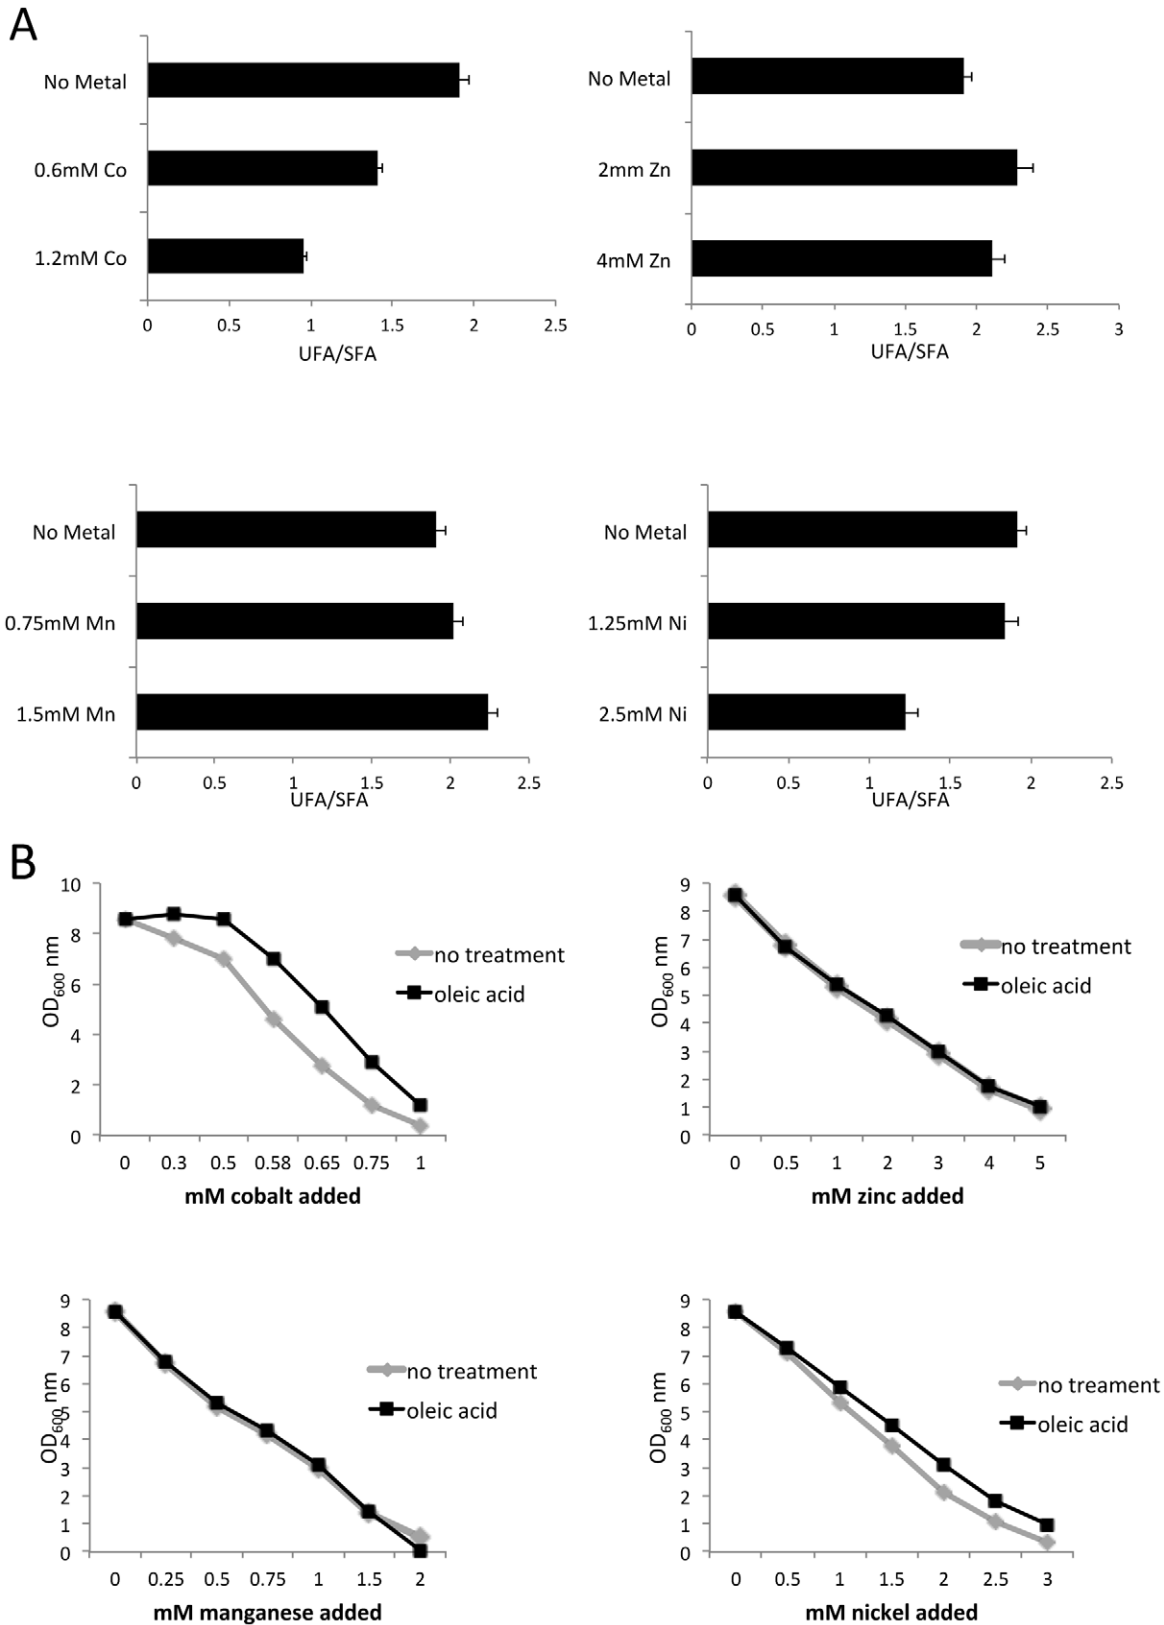 A
No Metal
0.6mM Co
1.2mM Co
0 0.5 1 1.5 2 2.5
UFA/SFA
No Metal
2mm Zn
4mM Zn
0 0.5 1 1.5 2 2.5 3
UFA/SFA
No Metal
0.75mM Mn
1.5mM Mn
0 0.5 1 1.5 2 2.5
UFA/SFA
No Metal
1.25mM Ni
2.5mM Ni
0 0.5 1 1.5 2 2.5
UFA/SFA
B
10
8
6
4
2
0
OD600 nm
no treatment
oleic acid
0 0.3 0.5 0.58 0.65 0.75 1
mM cobalt added
9
8
7
6
5
4
3
2
1
0
OD600 nm
no treatment
oleic acid
0 0.5 1 2 3 4 5
mM zinc added
9
8
7
6
5
4
3
2
1
0
OD600 nm
no treatment
oleic acid
0 0.25 0.5 0.75 1 1.5 2
mM manganese added
9
8
7
6
5
4
3
2
1
0
OD600 nm
no treament
oleic acid
0 0.5 1 1.5 2 2.5 3
mM nickel added